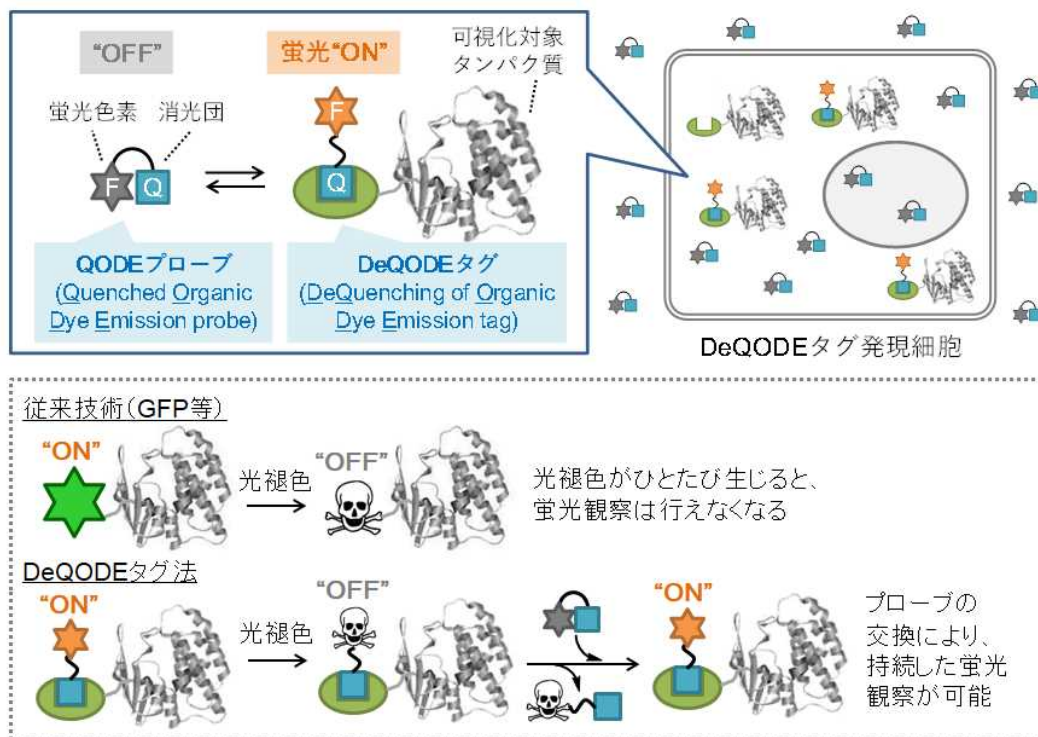 “OFF”
蛍光“ON”
可視化対象
タンパク質
蛍光色素
消光団
F
F
Q
Q
QODEプローブ
(Quenched Organic
Dye Emission probe)
DeQODEタグ
(DeQuenching of Organic
Dye Emission tag)
DeQODEタグ発現細胞
従来技術(GFP等)
“ON”
光褪色
“OFF”
光褪色がひとたび生じると、
蛍光観察は行えなくなる
DeQODEタグ法
“ON”
光褪色
“OFF”
“ON”
プローブの
交換により、
持続した蛍光
観察が可能